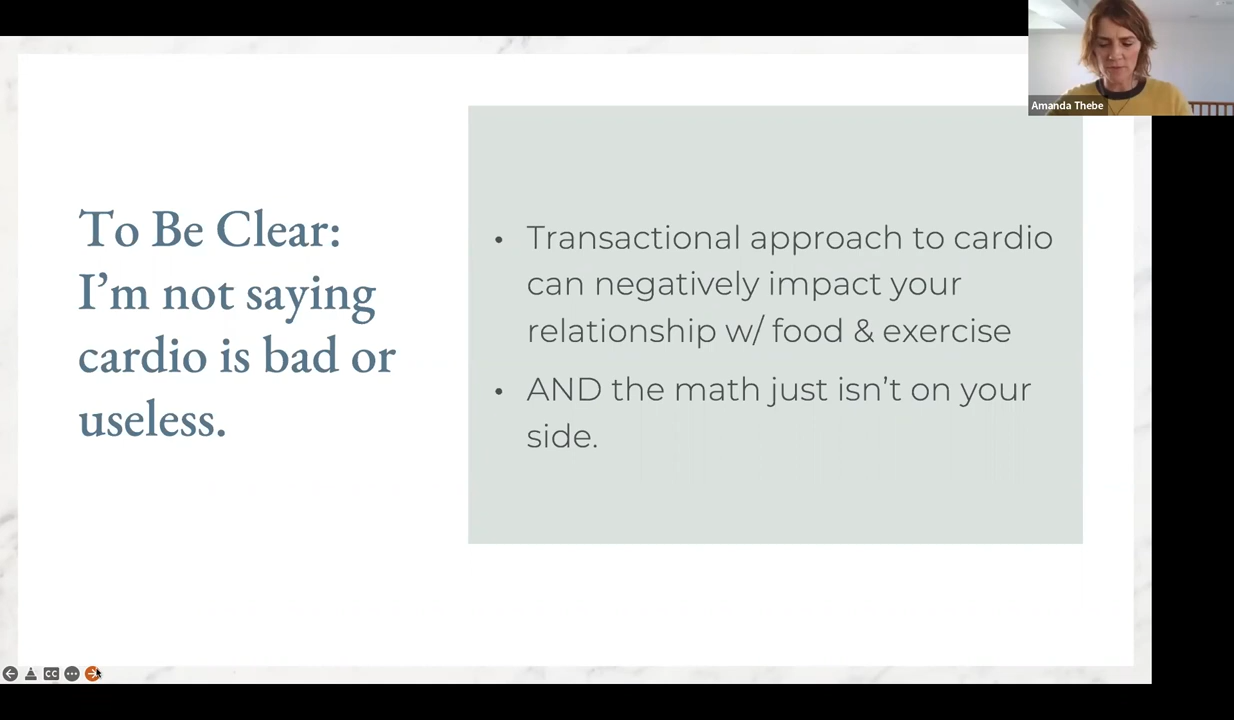 Amanda Thebe
To Be Clear:
I’m not saying
cardio is bad or
useless.
• Transactional approach to cardio
can negatively impact your
relationship w/ food & exercise
• AND the math just isn’t on your
side.
CC